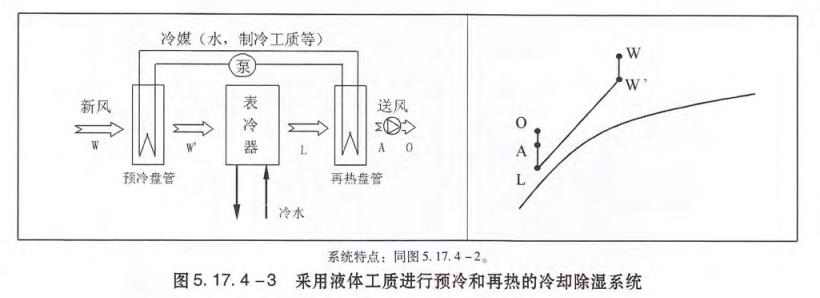 冷媒（水，制冷工质等）
泵
新风
表冷器
送风
W
W'
L
A
O
预冷盘管
再热盘管
冷水
W
W'
O
A
L
系统特点：同图5.17.4－2。
图5.17.4－3 采用液体工质进行预冷和再热的冷却除湿系统